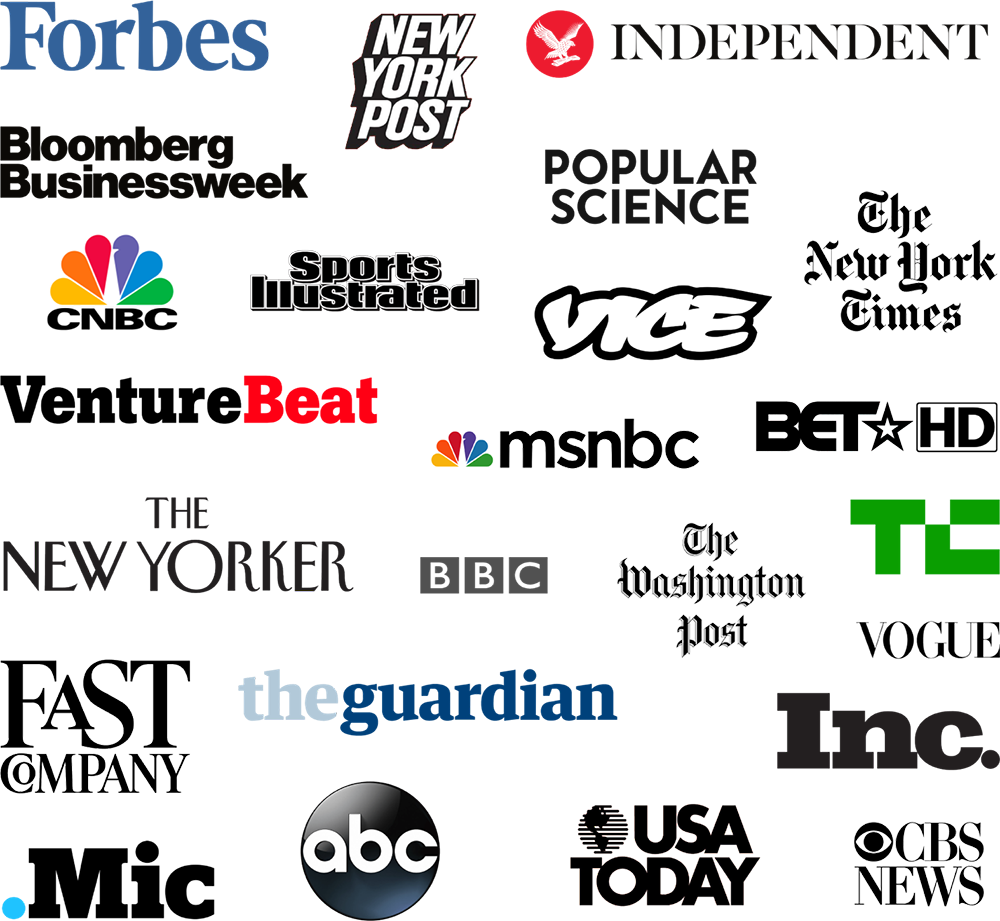 Forbes
NEW
YORK
POST
INDEPENDENT
Bloomberg
Businessweek
POPULAR
SCIENCE
The
New York
Times
CNBC
Sports
Illustrated
VICE
VentureBeat
msnbc
BET HD
THE
NEW YORKER
BBC
The
Washington
Post
TC
VOGUE
FAST
COMPANY
theguardian
Inc.
.Mic
abc
USA
TODAY
CBS
NEWS